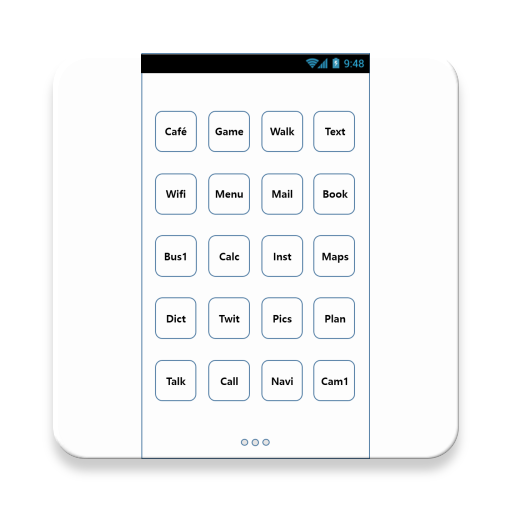 9:48
Café Game Walk Text
Wifi Menu Mail Book
Bus1 Calc Inst Maps
Dict Twit Pics Plan
Talk Call Navi Cam1